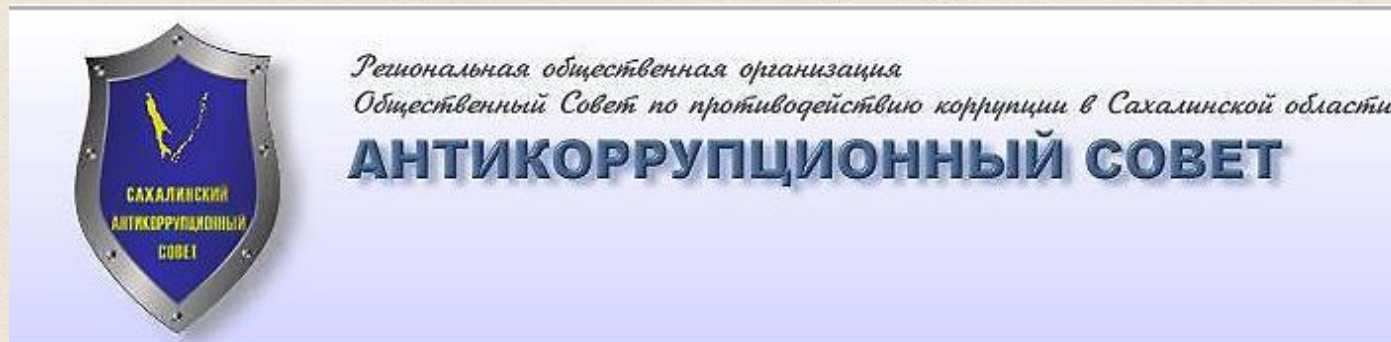 Региональная общественная организация
Общественный Совет по противодействию коррупции в Сахалинской области
АНТИКОРРУПЦИОННЫЙ СОВЕТ
САХАЛИНСКИЙ
АНТИКОРРУПЦИОННЫЙ
СОВЕТ